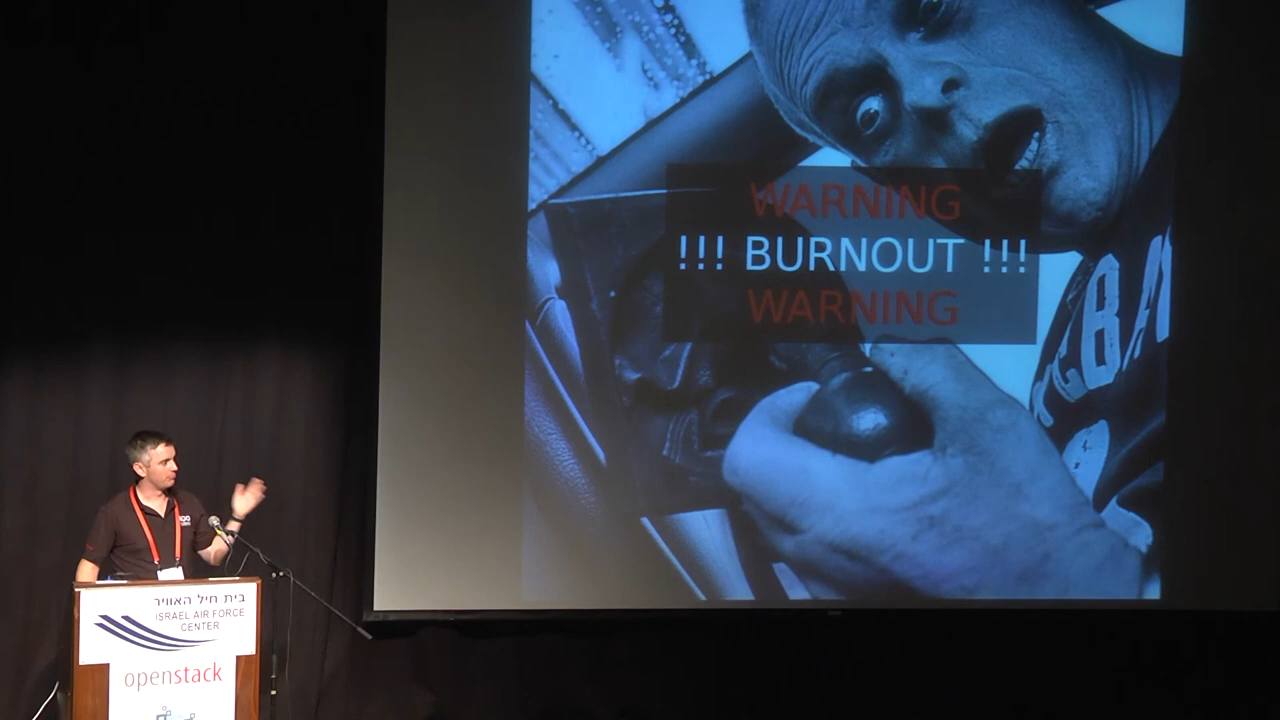 WARNING
!!! BURNOUT !!!
WARNING
בית חיל האוויר
ISRAEL AIR FORCE
CENTER
openstack